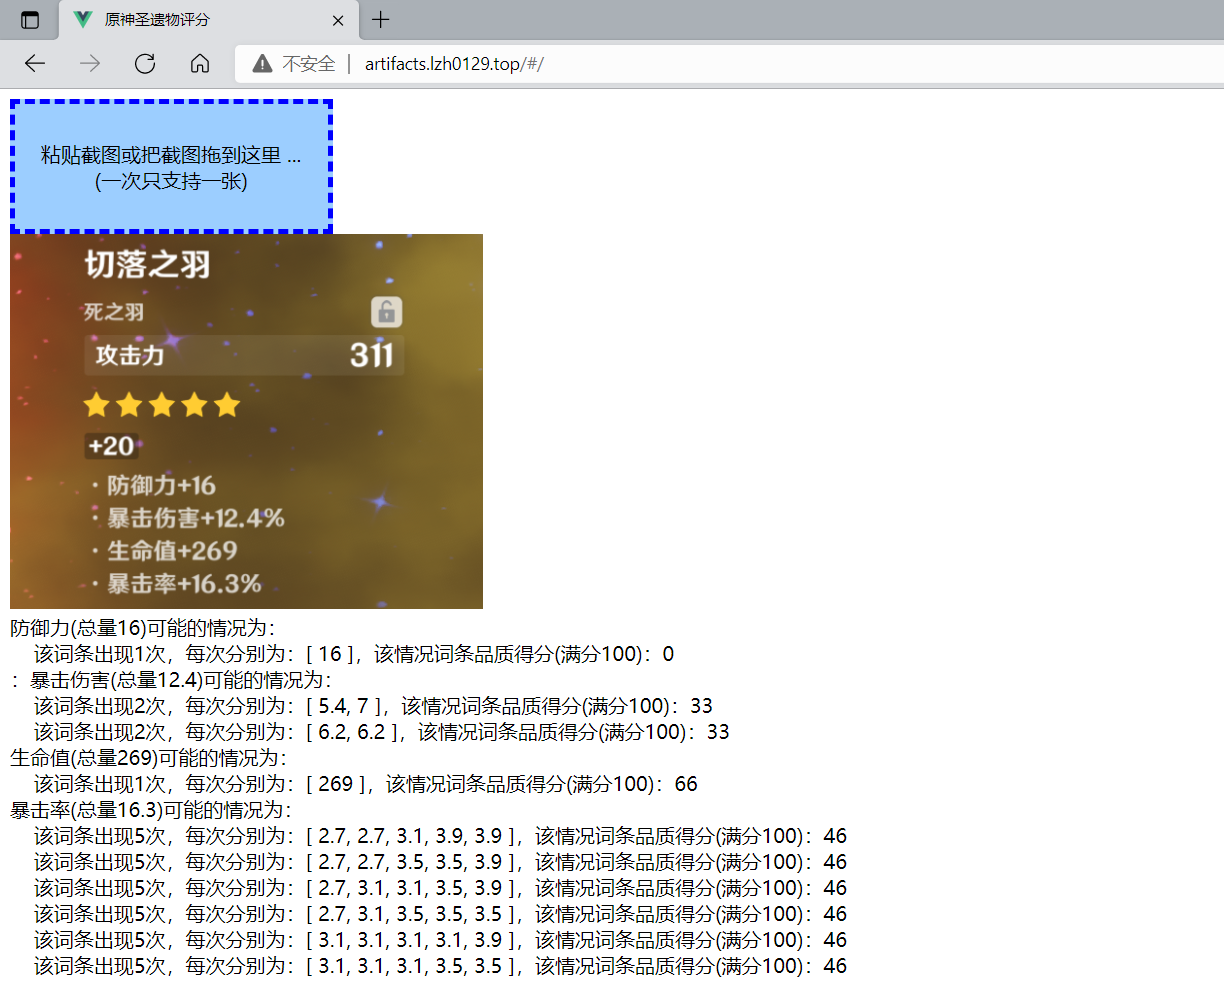 原神圣遗物评分
不安全 | artifacts.lzh0129.top/#/
粘贴截图或把截图拖到这里 ...
(一次只支持一张)
切落之羽
死之羽
攻击力 311
+20
·防御力+16
·暴击伤害+12.4%
·生命值+269
·暴击率+16.3%
防御力(总量16)可能的情况为：
该词条出现1次，每次分别为：[ 16 ]，该情况词条品质得分(满分100)：0
：暴击伤害(总量12.4)可能的情况为：
该词条出现2次，每次分别为：[ 5.4, 7 ]，该情况词条品质得分(满分100)：33
该词条出现2次，每次分别为：[ 6.2, 6.2 ]，该情况词条品质得分(满分100)：33
生命值(总量269)可能的情况为：
该词条出现1次，每次分别为：[ 269 ]，该情况词条品质得分(满分100)：66
暴击率(总量16.3)可能的情况为：
该词条出现5次，每次分别为：[ 2.7, 2.7, 3.1, 3.9, 3.9 ]，该情况词条品质得分(满分100)：46
该词条出现5次，每次分别为：[ 2.7, 2.7, 3.5, 3.5, 3.9 ]，该情况词条品质得分(满分100)：46
该词条出现5次，每次分别为：[ 2.7, 3.1, 3.1, 3.5, 3.9 ]，该情况词条品质得分(满分100)：46
该词条出现5次，每次分别为：[ 2.7, 3.1, 3.5, 3.5, 3.5 ]，该情况词条品质得分(满分100)：46
该词条出现5次，每次分别为：[ 3.1, 3.1, 3.1, 3.1, 3.9 ]，该情况词条品质得分(满分100)：46
该词条出现5次，每次分别为：[ 3.1, 3.1, 3.1, 3.5, 3.5 ]，该情况词条品质得分(满分100)：46